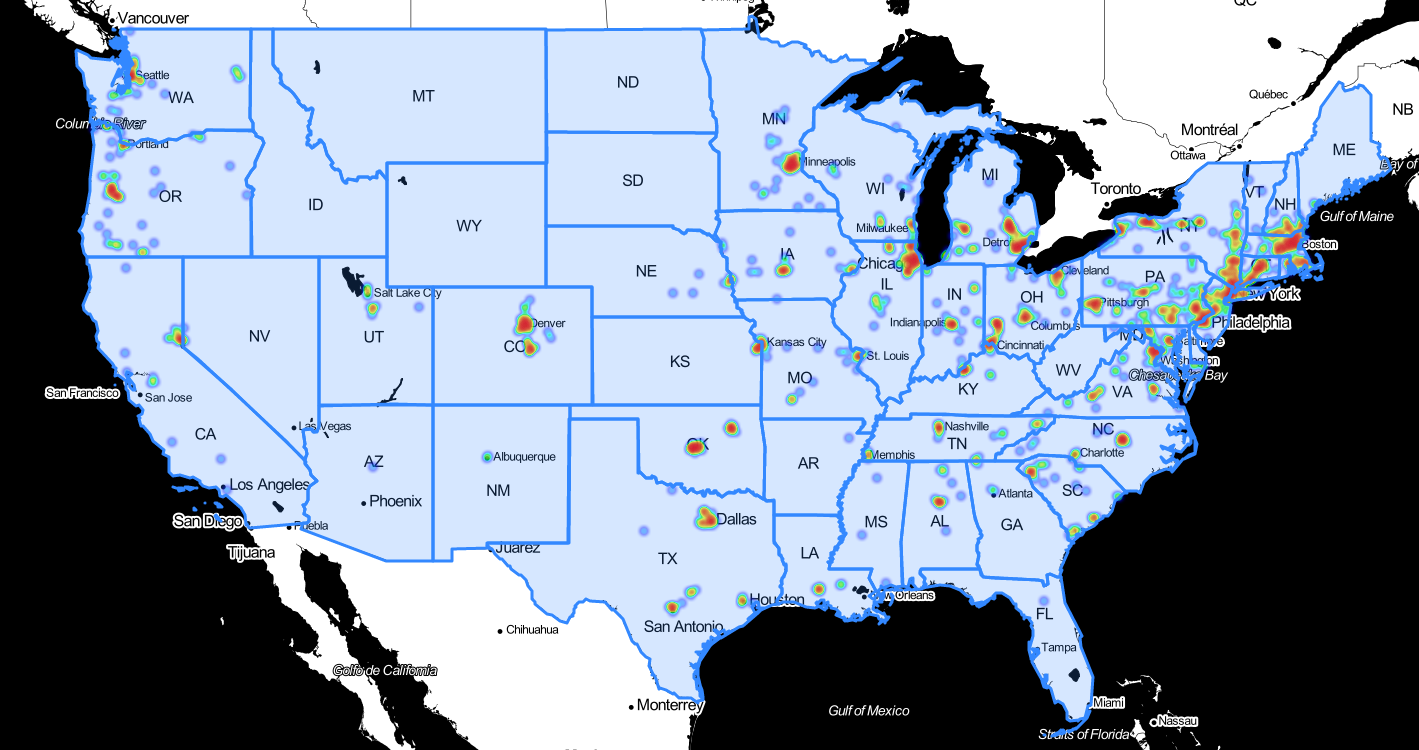 Winnipeg
QC
Vancouver
Seattle
WA
MT
ND
MN
Québec
NB
Columbia River
Montréal
Ottawa
ME
Bay of
Portland
Minneapolis
OR
ID
SD
WI
MI
Toronto
VT
NH
WY
Milwaukee
NY
Gulf of Maine
Detro
Boston
IA
Chicag
CT
NE
Cleveland
PA
IL
IN
OH
Salt Lake City
New York
Pittsburgh
Denver
Indianapolis
Columbus
Philadelphia
NV
UT
CO
Kansas City
Cincinnati
MD
Baltimore
St. Louis
Washington
KS
WV
Chesapeake Bay
MO
KY
VA
San Francisco
San Jose
CA
Las Vegas
OK
Nashville
TN
NC
Charlotte
AZ
Albuquerque
AR
Memphis
Los Angeles
Phoenix
NM
Atlanta
SC
San Diego
Puebla
Dallas
MS
AL
GA
Tijuana
Juárez
TX
LA
Houston
New Orleans
San Antonio
FL
Chihuahua
Tampa
Golfo de California
Monterrey
Gulf of Mexico
Miami
Nassau
Straits of Florida